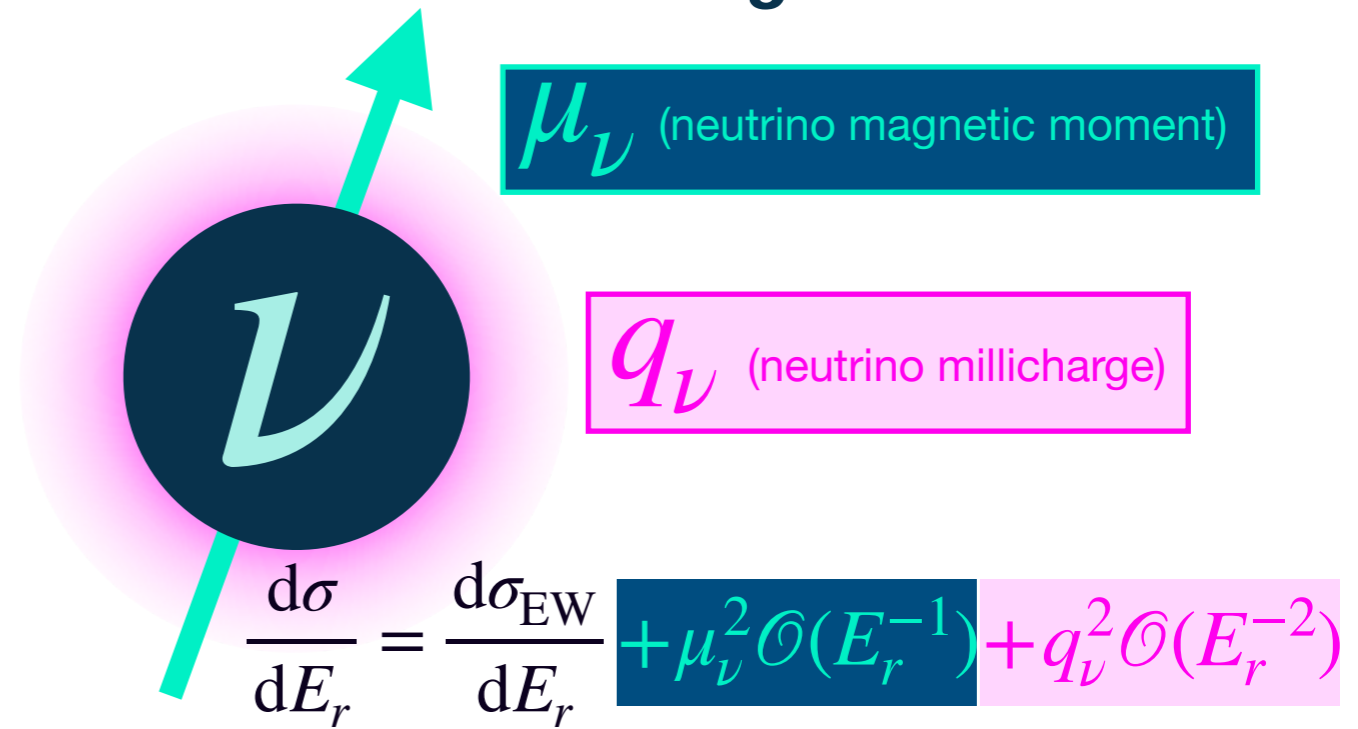 μ_ν (neutrino magnetic moment)
q_ν (neutrino millicharge)
ν
dσ/dE_r = dσ_EW/dE_r + μ_ν^2 𝒪(E_r^{-1}) + q_ν^2 𝒪(E_r^{-2})